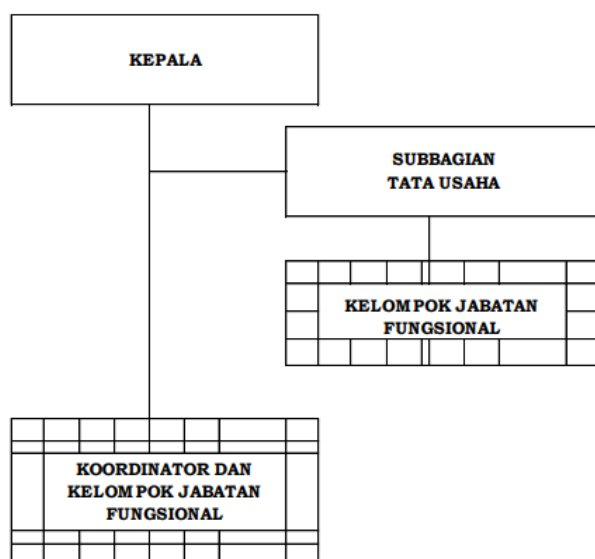 KEPALA
SUBBAGIAN
TATA USAHA
KELOMPOK JABATAN
FUNGSIONAL
KOORDINATOR DAN
KELOMPOK JABATAN
FUNGSIONAL